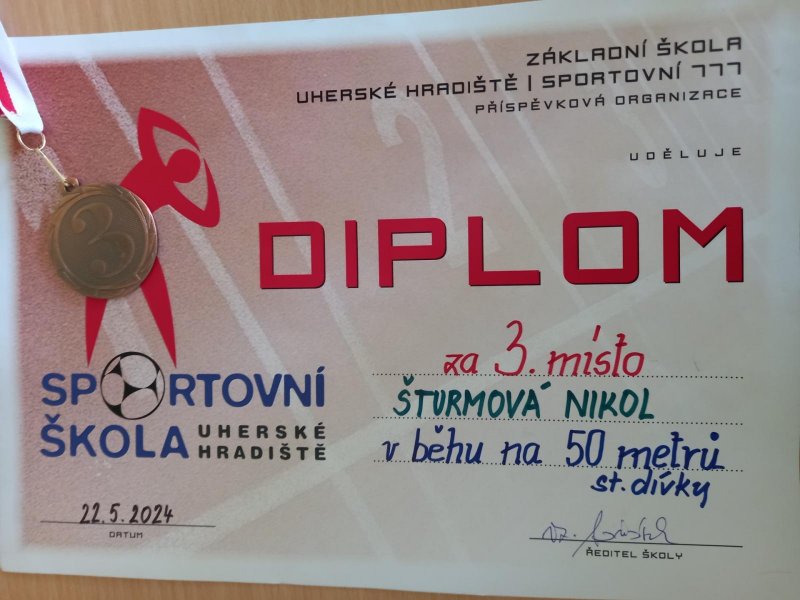 ZÁKLADNÍ ŠKOLA
UHERSKÉ HRADIŠTĚ | SPORTOVNÍ 777
PŘÍSPĚVKOVÁ ORGANIZACE
UDĚLUJE
DIPLOM
3
za 3. místo
ŠTURMOVÁ NIKOL
v běhu na 50 metrů
st. dívky
SPORTOVNÍ
ŠKOLA UHERSKÉ
HRADIŠTĚ
22.5.2024
DATUM
ŘEDITEL ŠKOLY